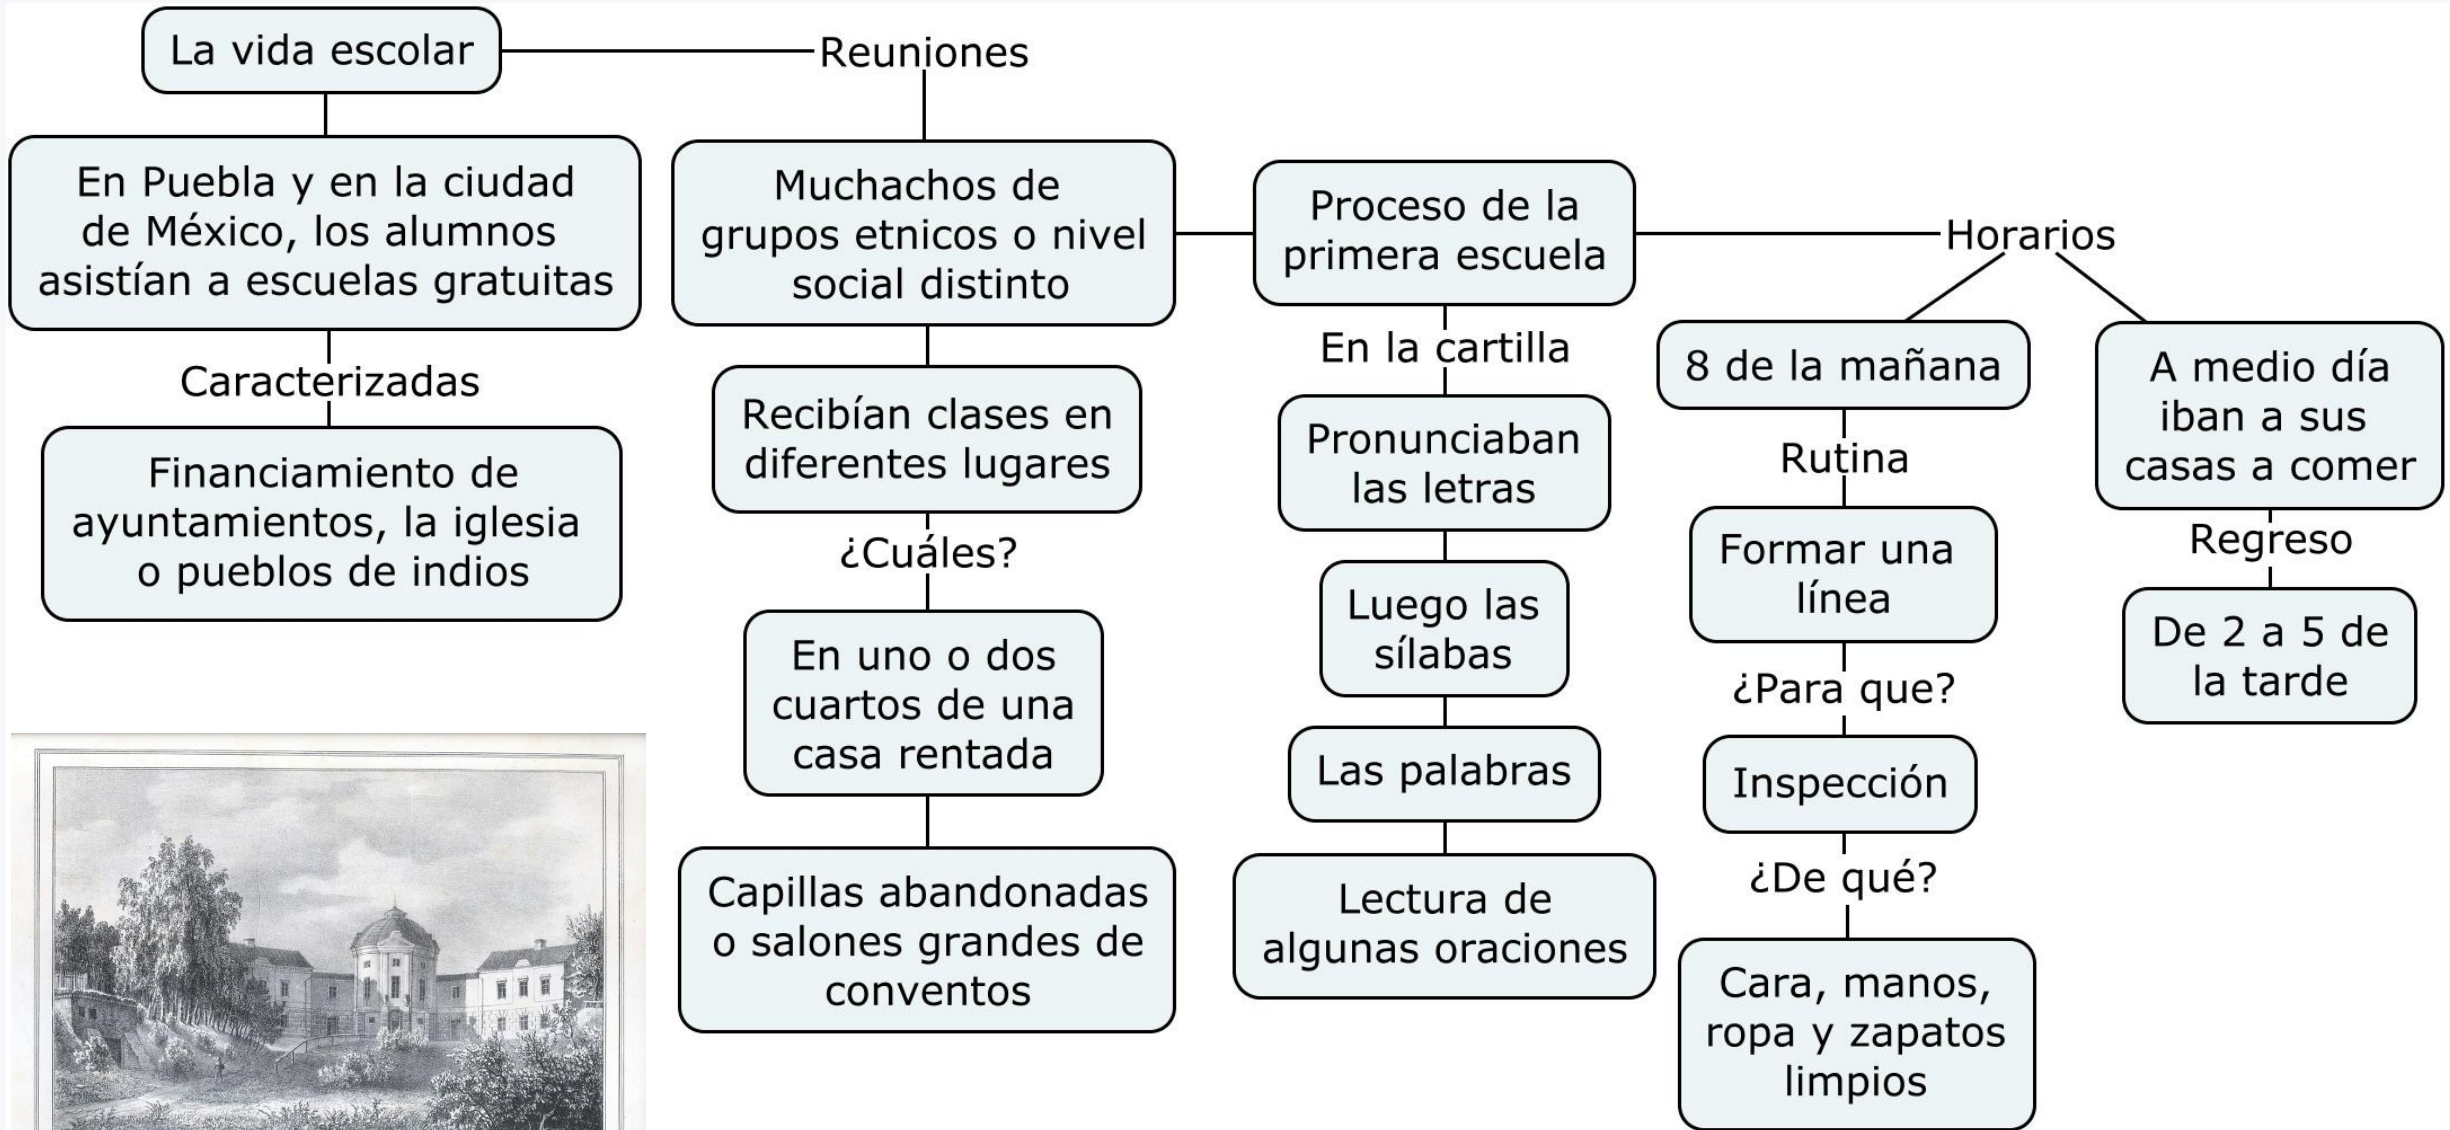 La vida escolar
En Puebla y en la ciudad
de México, los alumnos
asistían a escuelas gratuitas
Caracterizadas
Financiamiento de
ayuntamientos, la iglesia
o pueblos de indios
Reuniones
Muchachos de
grupos etnicos o nivel
social distinto
Recibían clases en
diferentes lugares
¿Cuáles?
En uno o dos
cuartos de una
casa rentada
Capillas abandonadas
o salones grandes de
conventos
Proceso de la
primera escuela
En la cartilla
Pronunciaban
las letras
Luego las
sílabas
Las palabras
Lectura de
algunas oraciones
Horarios
8 de la mañana
Rutina
Formar una
línea
¿Para que?
Inspección
¿De qué?
Cara, manos,
ropa y zapatos
limpios
A medio día
iban a sus
casas a comer
Regreso
De 2 a 5 de
la tarde